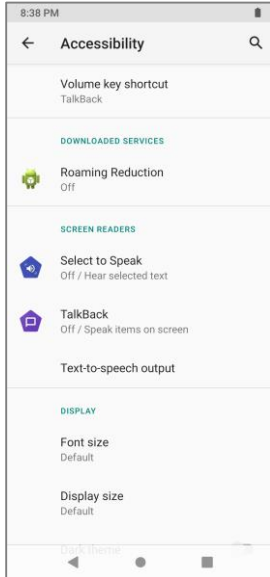 8:38 PM
Accessibility
Volume key shortcut
TalkBack
DOWNLOADED SERVICES
Roaming Reduction
Off
SCREEN READERS
Select to Speak
Off / Hear selected text
TalkBack
Off / Speak items on screen
Text-to-speech output
DISPLAY
Font size
Default
Display size
Default
Dark theme